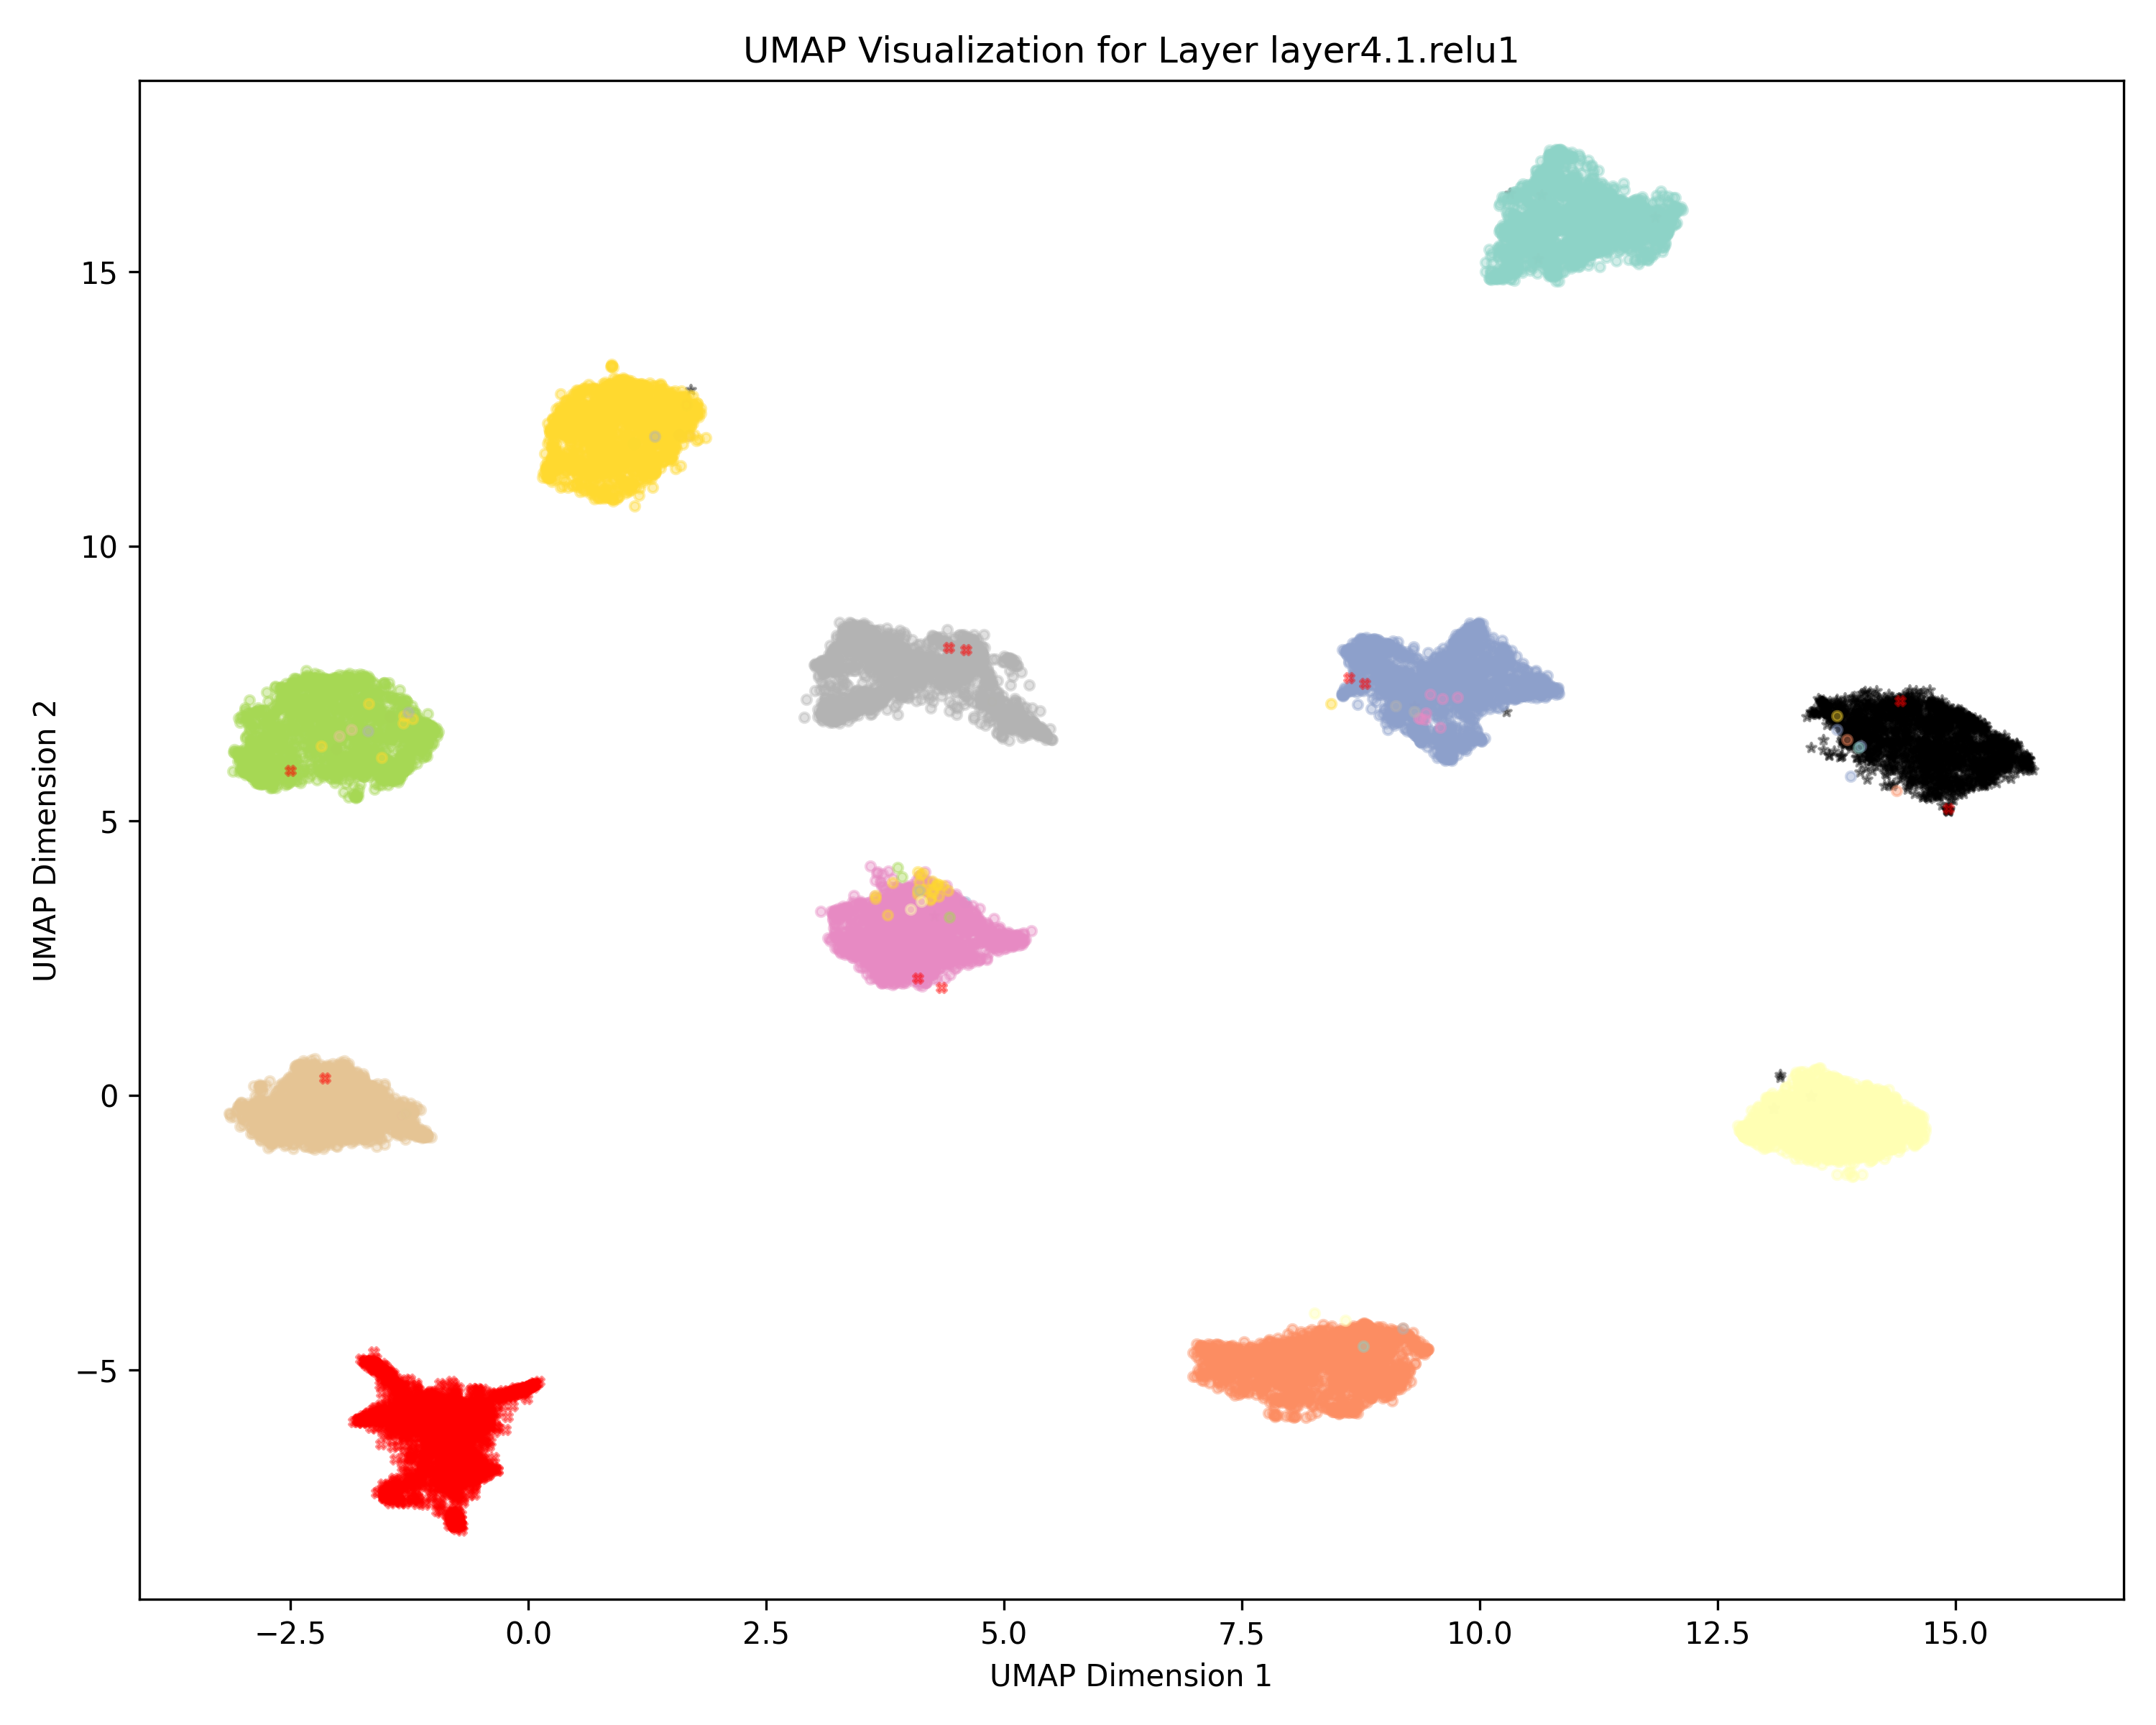 UMAP Visualization for Layer layer4.1.relu1
UMAP Dimension 2
15
10
5
0
−5
−2.5 0.0 2.5 5.0 7.5 10.0 12.5 15.0
UMAP Dimension 1